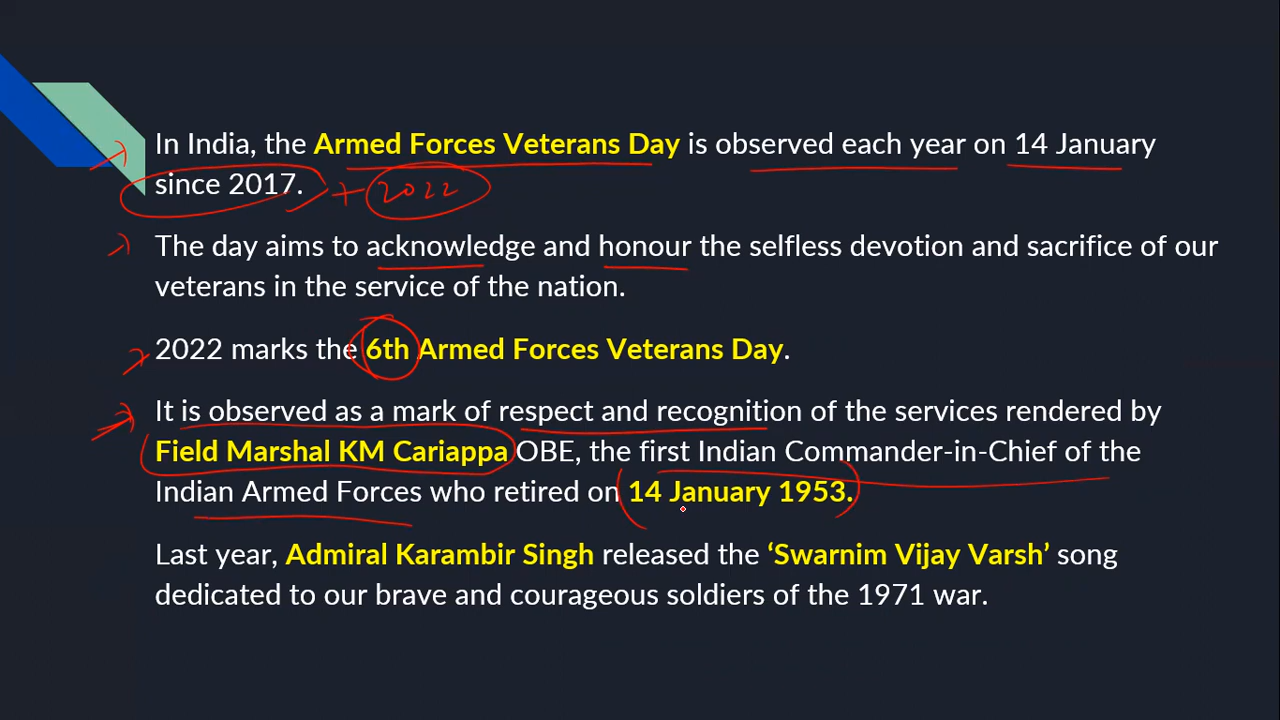 In India, the Armed Forces Veterans Day is observed each year on 14 January
since 2017. + 2022
The day aims to acknowledge and honour the selfless devotion and sacrifice of our
veterans in the service of the nation.
2022 marks the 6th Armed Forces Veterans Day.
It is observed as a mark of respect and recognition of the services rendered by
Field Marshal KM Cariappa OBE, the first Indian Commander-in-Chief of the
Indian Armed Forces who retired on 14 January 1953.
Last year, Admiral Karambir Singh released the ‘Swarnim Vijay Varsh’ song
dedicated to our brave and courageous soldiers of the 1971 war.